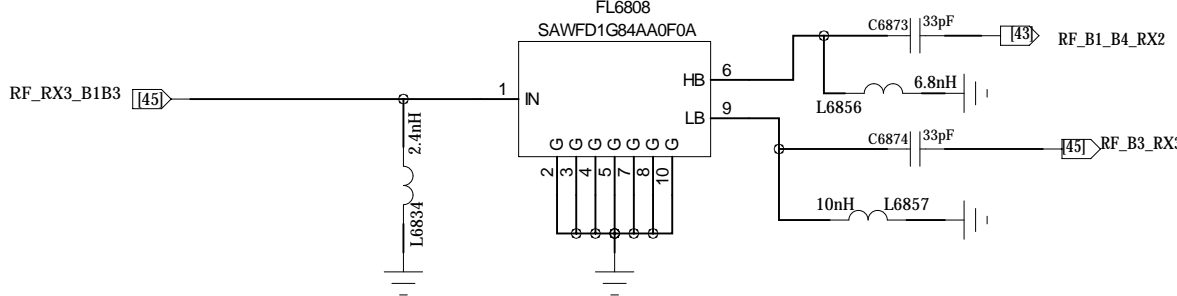 FL6808
SAWFD1G84AA0F0A
C6873 33pF
[43] RF_B1_B4_RX2
6 HB
6.8nH
L6856
RF_RX3_B1B3 [45]
1 IN
9 LB
C6874 33pF
[45] RF_B3_RX3
2.4nH
L6834
G G G G G G G
2 3 4 5 7 8 10
10nH L6857